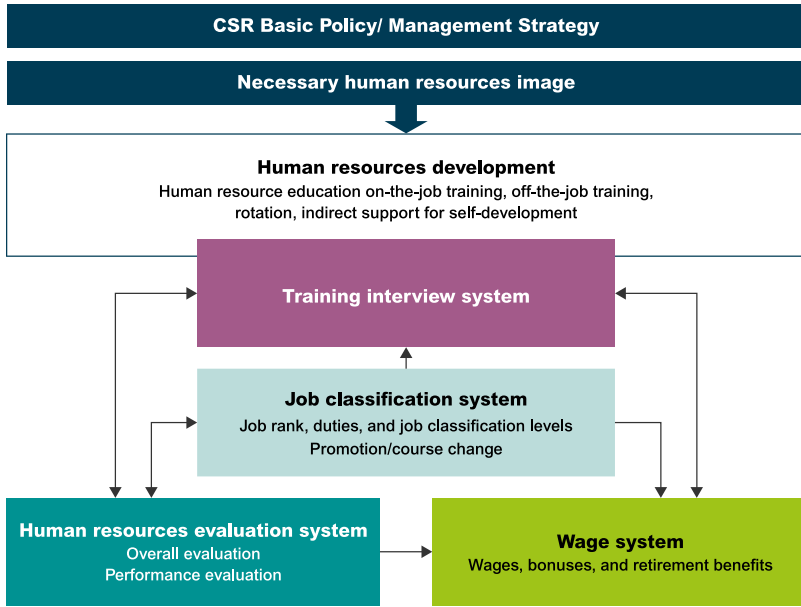 CSR Basic Policy/ Management Strategy
Necessary human resources image
Human resources development
Human resource education on-the-job training, off-the-job training,
rotation, indirect support for self-development
Training interview system
Job classification system
Job rank, duties, and job classification levels
Promotion/course change
Human resources evaluation system
Overall evaluation
Performance evaluation
Wage system
Wages, bonuses, and retirement benefits